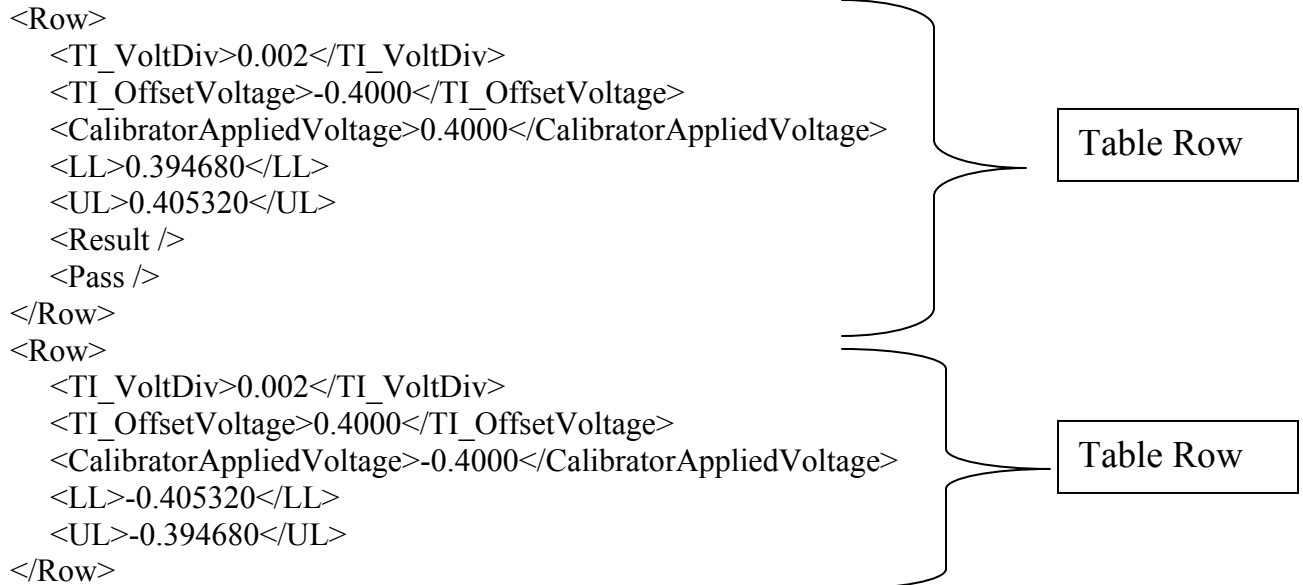 <Row>
<TI_VoltDiv>0.002</TI_VoltDiv>
<TI_OffsetVoltage>-0.4000</TI_OffsetVoltage>
<CalibratorAppliedVoltage>0.4000</CalibratorAppliedVoltage>
<LL>0.394680</LL>
<UL>0.405320</UL>
<Result />
<Pass />
</Row>
Table Row
<Row>
<TI_VoltDiv>0.002</TI_VoltDiv>
<TI_OffsetVoltage>0.4000</TI_OffsetVoltage>
<CalibratorAppliedVoltage>-0.4000</CalibratorAppliedVoltage>
<LL>-0.405320</LL>
<UL>-0.394680</UL>
</Row>
Table Row